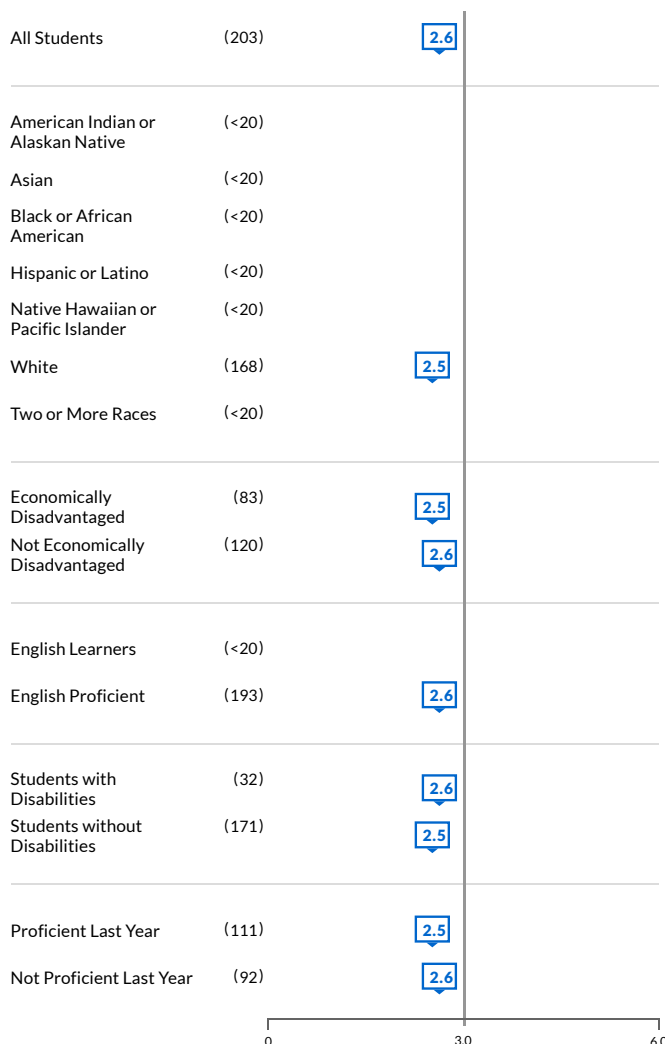 All Students (203) 2.6
American Indian or (<20)
Alaskan Native
Asian (<20)
Black or African (<20)
American
Hispanic or Latino (<20)
Native Hawaiian or (<20)
Pacific Islander
White (168) 2.5
Two or More Races (<20)
Economically (83) 2.5
Disadvantaged
Not Economically (120) 2.6
Disadvantaged
English Learners (<20)
English Proficient (193) 2.6
Students with (32) 2.6
Disabilities
Students without (171) 2.5
Disabilities
Proficient Last Year (111) 2.5
Not Proficient Last Year (92) 2.6
0 3.0 6.0